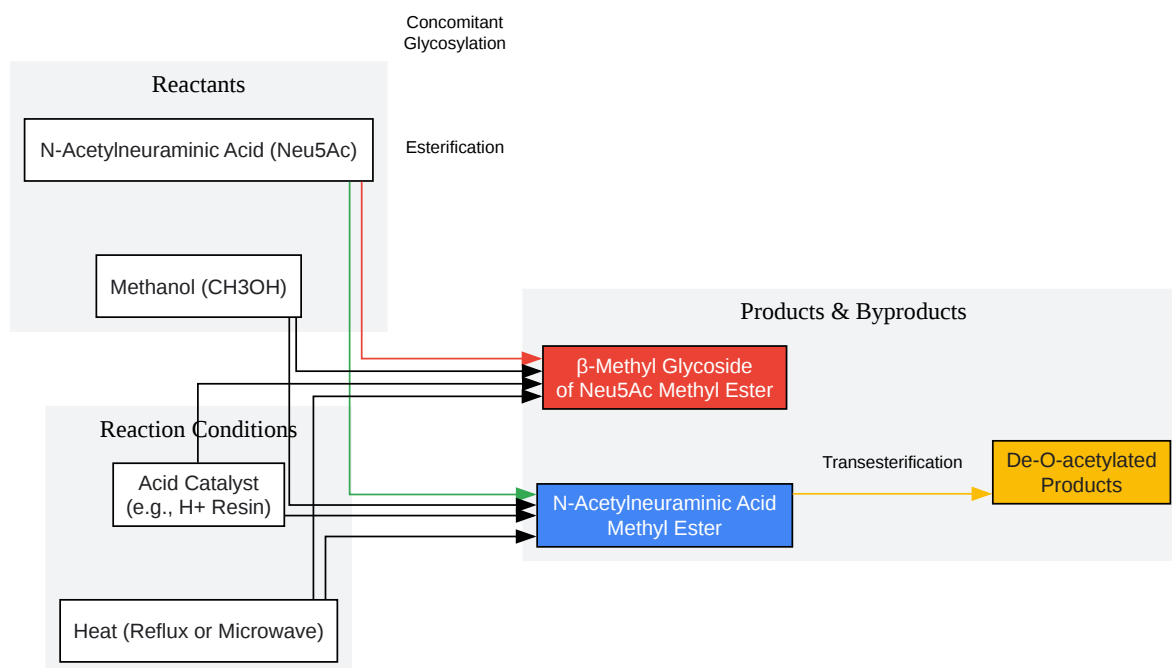 Concomitant
Glycosylation
Reactants
N-Acetylneuraminic Acid (Neu5Ac)
Esterification
Methanol (CH3OH)
Products & Byproducts
β-Methyl Glycoside
of Neu5Ac Methyl Ester
Reaction Conditions
Acid Catalyst
(e.g., H+ Resin)
Transesterification
De-O-acetylated
Products
N-Acetylneuraminic Acid
Methyl Ester
Heat (Reflux or Microwave)